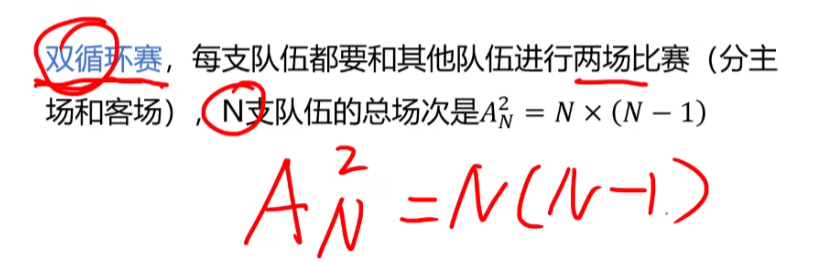 双循环赛，每支队伍都要和其他队伍进行两场比赛（分主
场和客场），N支队伍的总场次是$A_N^2 = N \times (N - 1)$
$A_N^2 = N(N-1)$